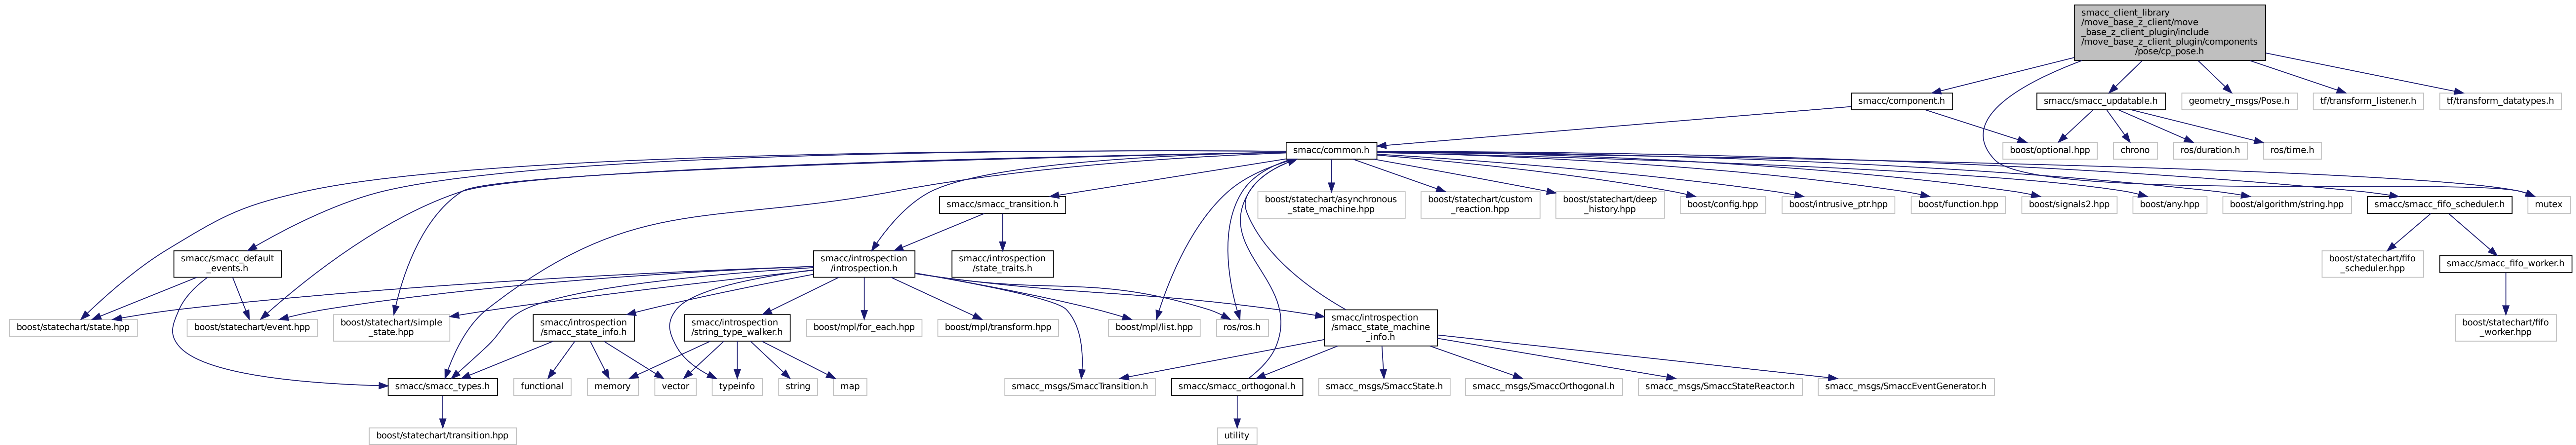 smacc_client_library
/move_base_z_client/move
_base_z_client_plugin/include
/move_base_z_client_plugin/components
/pose/cp_pose.h
smacc/component.h
smacc/smacc_updatable.h
geometry_msgs/Pose.h
tf/transform_listener.h
tf/transform_datatypes.h
smacc/common.h
boost/optional.hpp
chrono
ros/duration.h
ros/time.h
smacc/smacc_transition.h
boost/statechart/asynchronous
_state_machine.hpp
boost/statechart/custom
_reaction.hpp
boost/statechart/deep
_history.hpp
boost/config.hpp
boost/intrusive_ptr.hpp
boost/function.hpp
boost/signals2.hpp
boost/any.hpp
boost/algorithm/string.hpp
smacc/smacc_fifo_scheduler.h
mutex
smacc/smacc_default
_events.h
smacc/introspection
/introspection.h
smacc/introspection
/state_traits.h
boost/statechart/fifo
_scheduler.hpp
smacc/smacc_fifo_worker.h
boost/statechart/state.hpp
boost/statechart/event.hpp
boost/statechart/simple
_state.hpp
smacc/introspection
/smacc_state_info.h
smacc/introspection
/string_type_walker.h
boost/mpl/for_each.hpp
boost/mpl/transform.hpp
boost/mpl/list.hpp
ros/ros.h
smacc/introspection
/smacc_state_machine
_info.h
boost/statechart/fifo
_worker.hpp
smacc/smacc_types.h
functional
memory
vector
typeinfo
string
map
smacc_msgs/SmaccTransition.h
smacc/smacc_orthogonal.h
smacc_msgs/SmaccState.h
smacc_msgs/SmaccOrthogonal.h
smacc_msgs/SmaccStateReactor.h
smacc_msgs/SmaccEventGenerator.h
boost/statechart/transition.hpp
utility